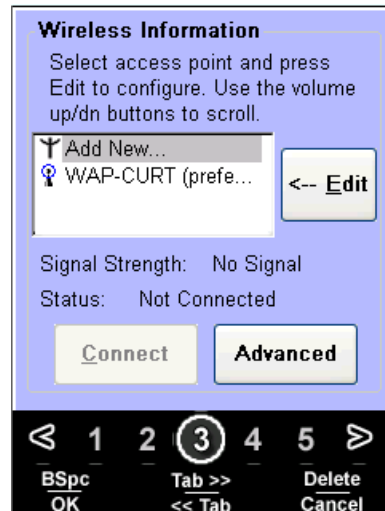 Wireless Information
Select access point and press
Edit to configure. Use the volume
up/dn buttons to scroll.
Add New...
WAP-CURT (prefe...
<-- Edit
Signal Strength: No Signal
Status: Not Connected
Connect Advanced
< 1 2 3 4 5 >
BSpc Tab >> Delete
OK << Tab Cancel